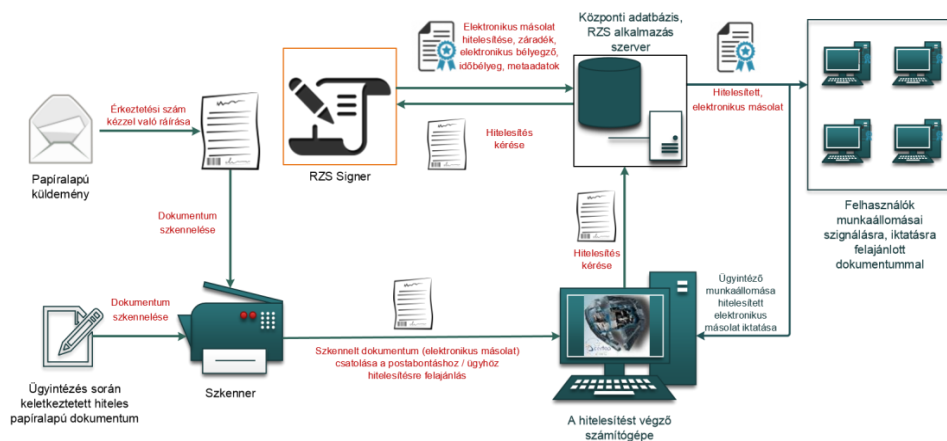 Elektronikus másolat
hitelesítése, záradék,
elektronikus bélyegző,
időbélyeg, metaadatok
Központi adatbázis,
RZS alkalmazás
szerver
Érkeztetési szám
kézzel való ráírása
Hitelesítés
kérése
Hitelesített,
elektronikus másolat
Papíralapú
küldemény
RZS Signer
Felhasználók
munkaállomásai
szignálásra, iktatásra
felajánlott
dokumentummal
Dokumentum
szkennelése
Hitelesítés
kérése
Ügyintéző
munkaállomása
hitelesített
elektronikus
másolat iktatása
Dokumentum
szkennelése
Szkennelt dokumentum (elektronikus másolat)
csatolása a postabontáshoz / ügyhöz
hitelesítésre felajánlás
Szkenner
Ügyintézés során
keletkeztetett hiteles
papíralapú dokumentum
A hitelesítést végző
számítógépe